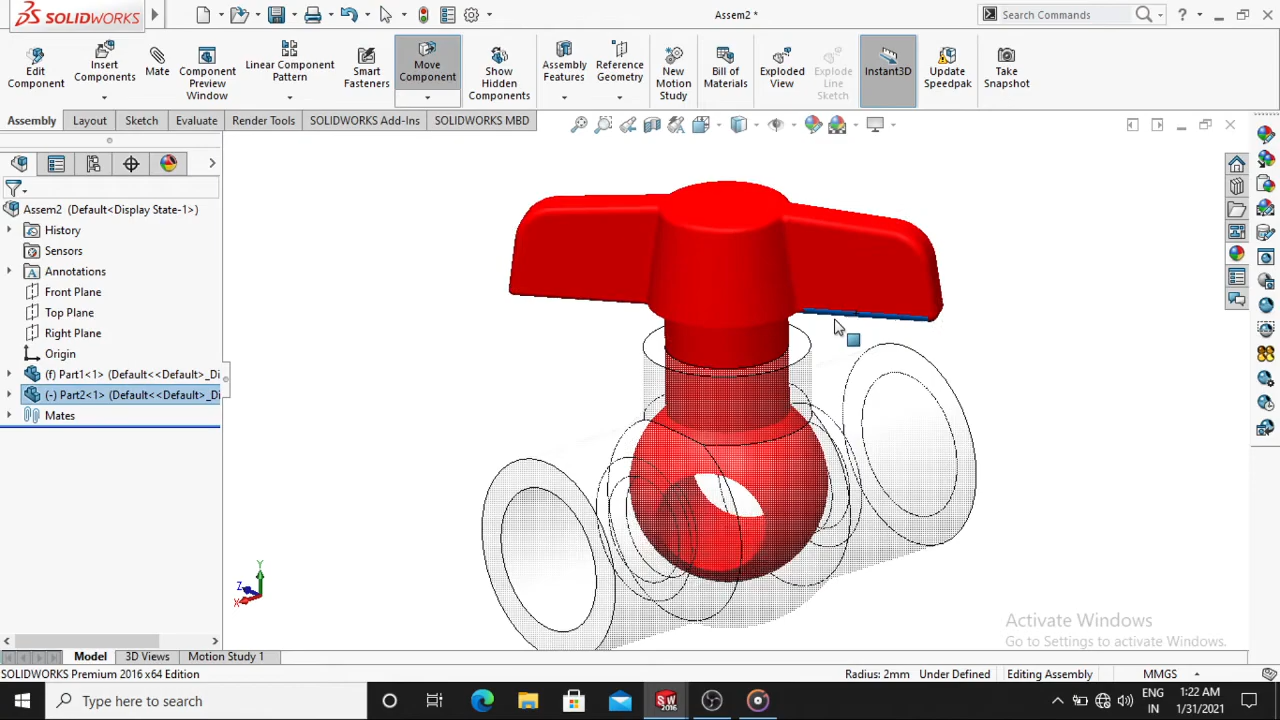 SOLIDWORKS
Assem2 *
Search Commands
Edit Component
Insert Components
Mate
Component Preview Window
Linear Component Pattern
Smart Fasteners
Move Component
Show Hidden Components
Assembly Features
Reference Geometry
New Motion Study
Bill of Materials
Exploded View
Explode Line Sketch
Instant3D
Update Speedpak
Take Snapshot
Assembly Layout Sketch Evaluate Render Tools SOLIDWORKS Add-Ins SOLIDWORKS MBD
Assem2 (Default<Display State-1>)
History
Sensors
Annotations
Front Plane
Top Plane
Right Plane
Origin
(f) Part1<1> (Default<<Default>_Di
(-) Part2<1> (Default<<Default>_Di
Mates
Y
Z
X
Activate Windows
Go to Settings to activate Windows.
Model 3D Views Motion Study 1
SOLIDWORKS Premium 2016 x64 Edition
Radius: 2mm Under Defined Editing Assembly MMGS
Type here to search
SW
2016
ENG
IN
1:22 AM
1/31/2021